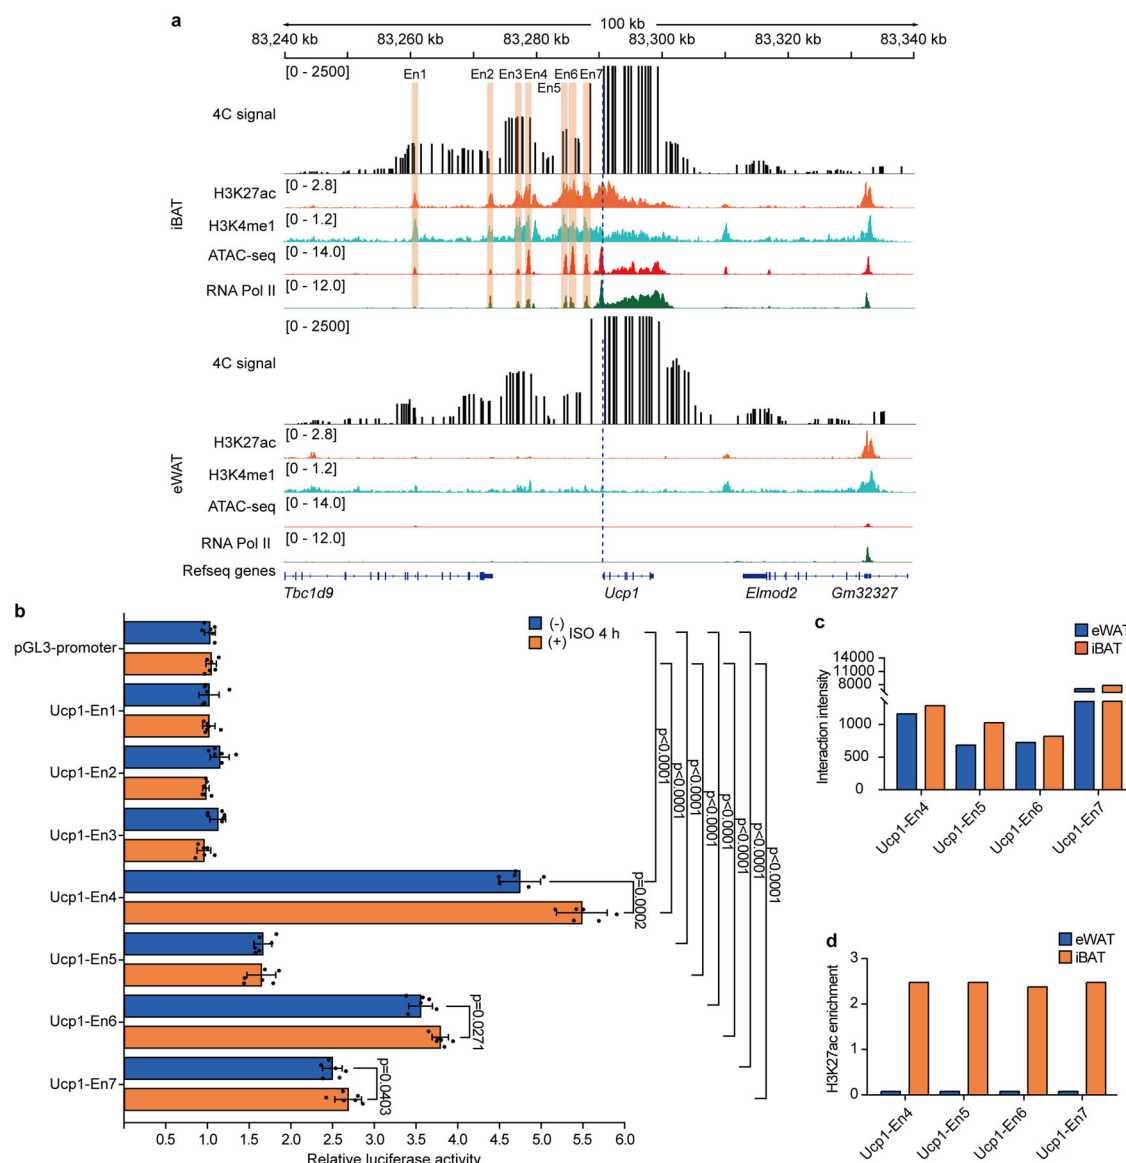 a
100 kb
83,240 kb 83,260 kb 83,280 kb 83,300 kb 83,320 kb 83,340 kb
[0 - 2500]
En1 En2 En3 En4 En6 En7
En5
4C signal
[0 - 2.8]
H3K27ac
[0 - 1.2]
H3K4me1
iBAT
[0 - 14.0]
ATAC-seq
[0 - 12.0]
RNA Pol II
[0 - 2500]
4C signal
[0 - 2.8]
H3K27ac
[0 - 1.2]
H3K4me1
eWAT
[0 - 14.0]
ATAC-seq
[0 - 12.0]
RNA Pol II
Refseq genes
Tbc1d9 Ucp1 Elmod2 Gm32327
b
(-)
(+)
ISO 4 h
pGL3-promoter
Ucp1-En1
Ucp1-En2
Ucp1-En3
Ucp1-En4
Ucp1-En5
Ucp1-En6
Ucp1-En7
p=0.0002
p=0.0271
p=0.0403
p<0.0001
p<0.0001
p<0.0001
p<0.0001
p<0.0001
p<0.0001
p<0.0001
p<0.0001
0.5 1.0 1.5 2.0 2.5 3.0 3.5 4.0 4.5 5.0 5.5 6.0
Relative luciferase activity
c
eWAT
iBAT
Interaction intensity
14000
11000
8000
1000
500
0
Ucp1-En4
Ucp1-En5
Ucp1-En6
Ucp1-En7
d
eWAT
iBAT
H3K27ac enrichment
3
2
1
0
Ucp1-En4
Ucp1-En5
Ucp1-En6
Ucp1-En7